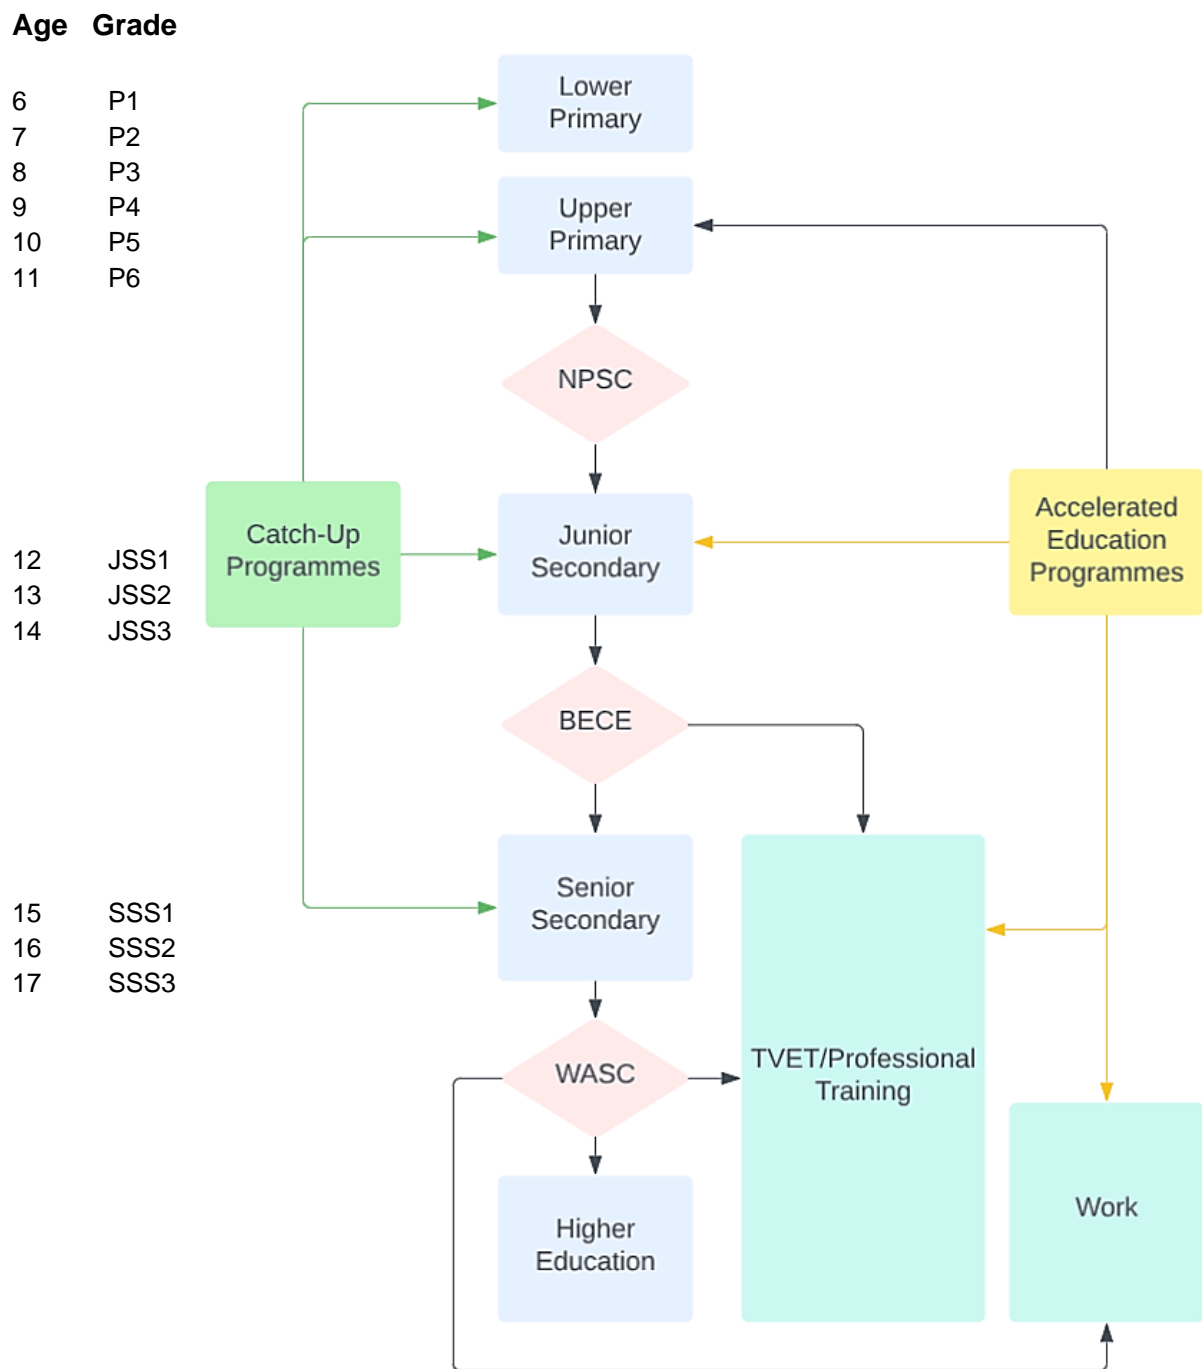 Age Grade
6 P1
7 P2
8 P3
9 P4
10 P5
11 P6
Lower
Primary
Upper
Primary
NPSC
Catch-Up
Programmes
Junior
Secondary
Accelerated
Education
Programmes
12 JSS1
13 JSS2
14 JSS3
BECE
Senior
Secondary
15 SSS1
16 SSS2
17 SSS3
WASC
TVET/Professional
Training
Higher
Education
Work